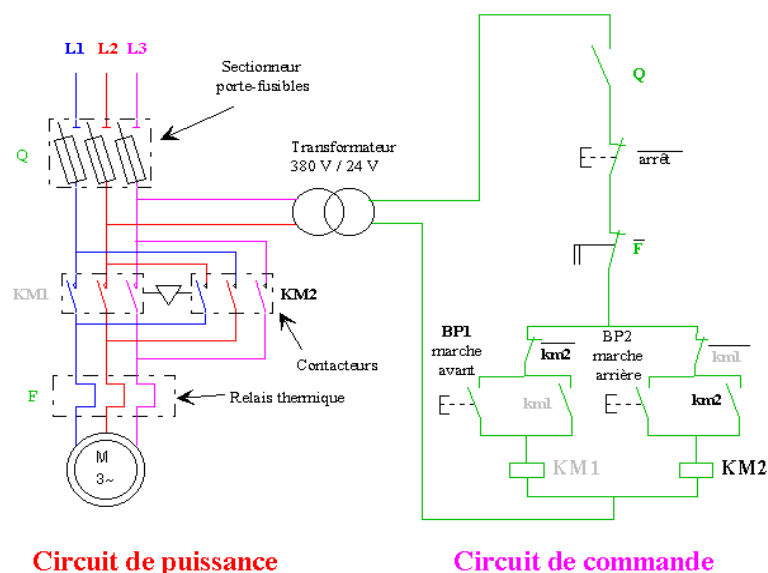 L1 L2 L3
Sectionneur
porte-fusibles
Q
Q
Transformateur
380 V / 24 V
arrêt
F
KM1
KM2
BP1
marche
avant
km2
BP2
marche
arrière
km1
Contacteurs
km1
km2
F
Relais thermique
M
3~
KM1
KM2
Circuit de puissance
Circuit de commande